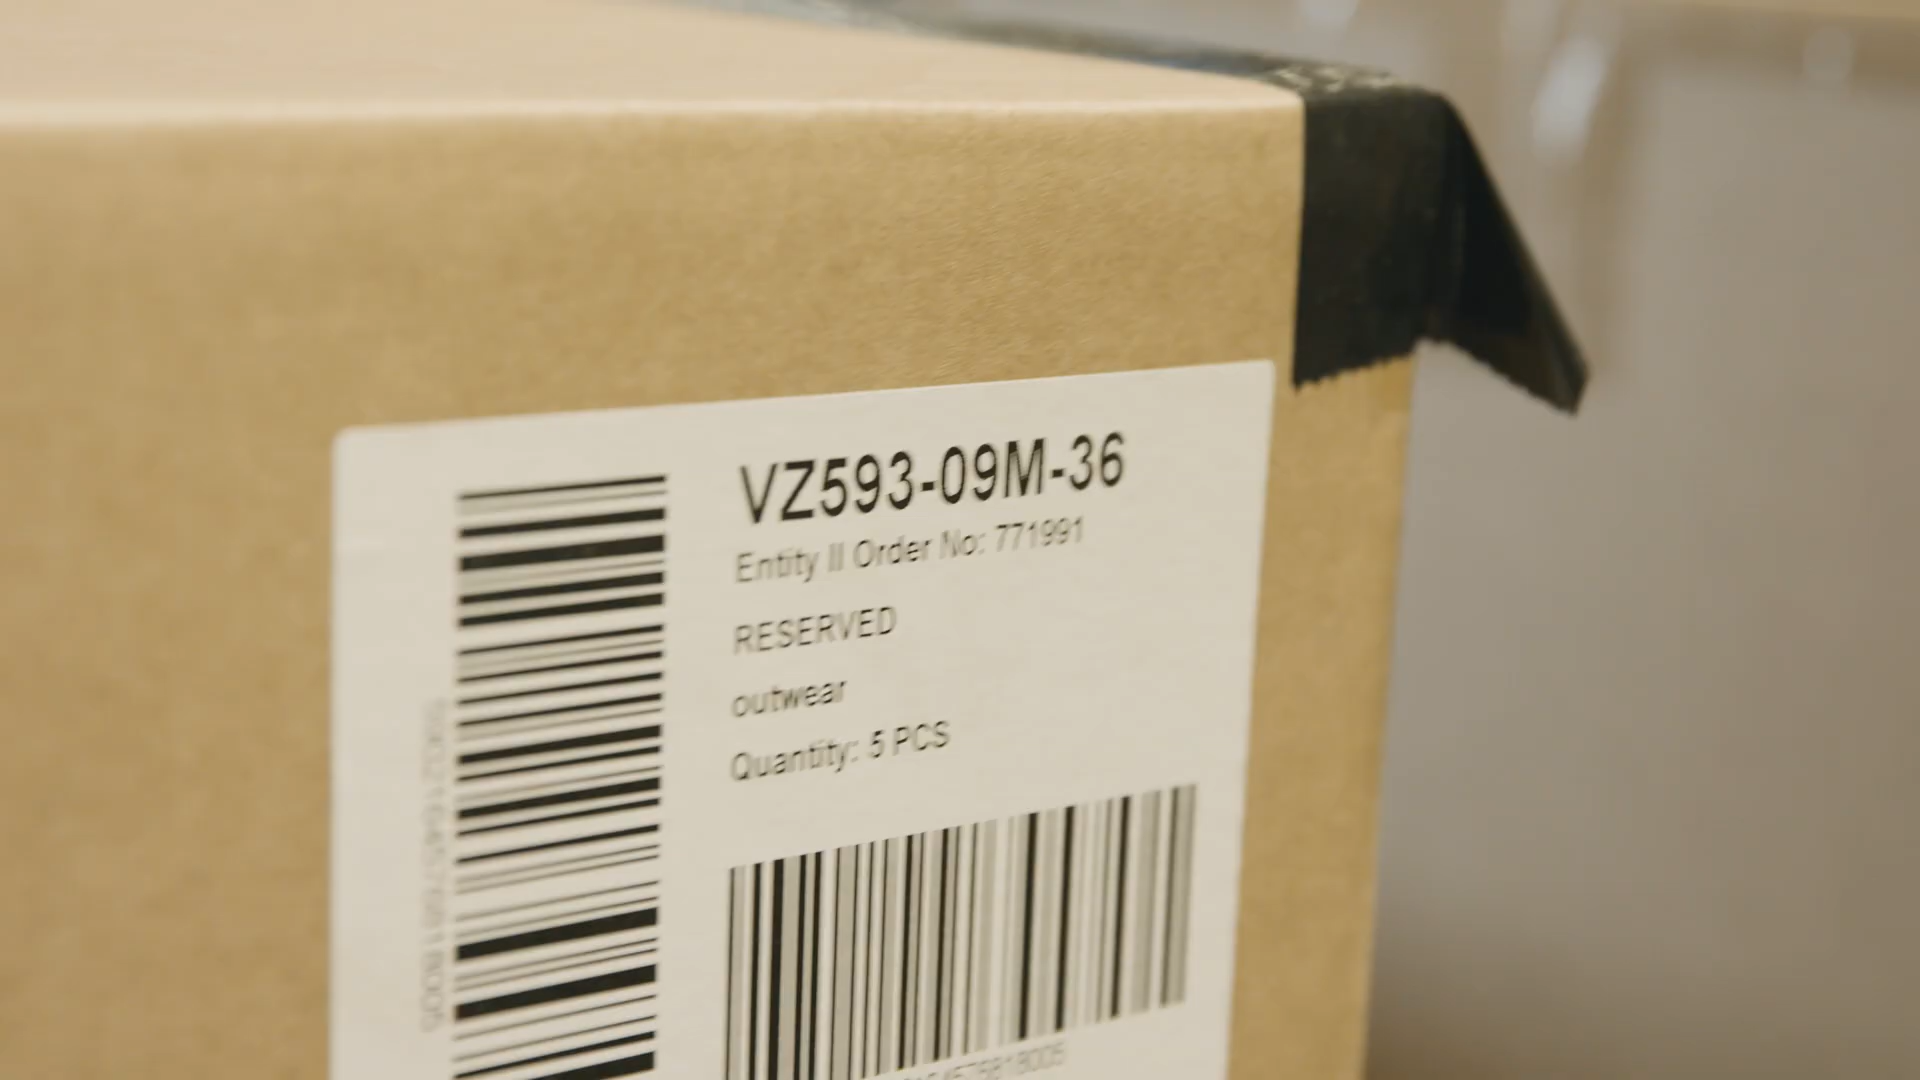 VZ593-09M-36
Entity II Order No: 771991
RESERVED
outwear
Quantity: 5 PCS